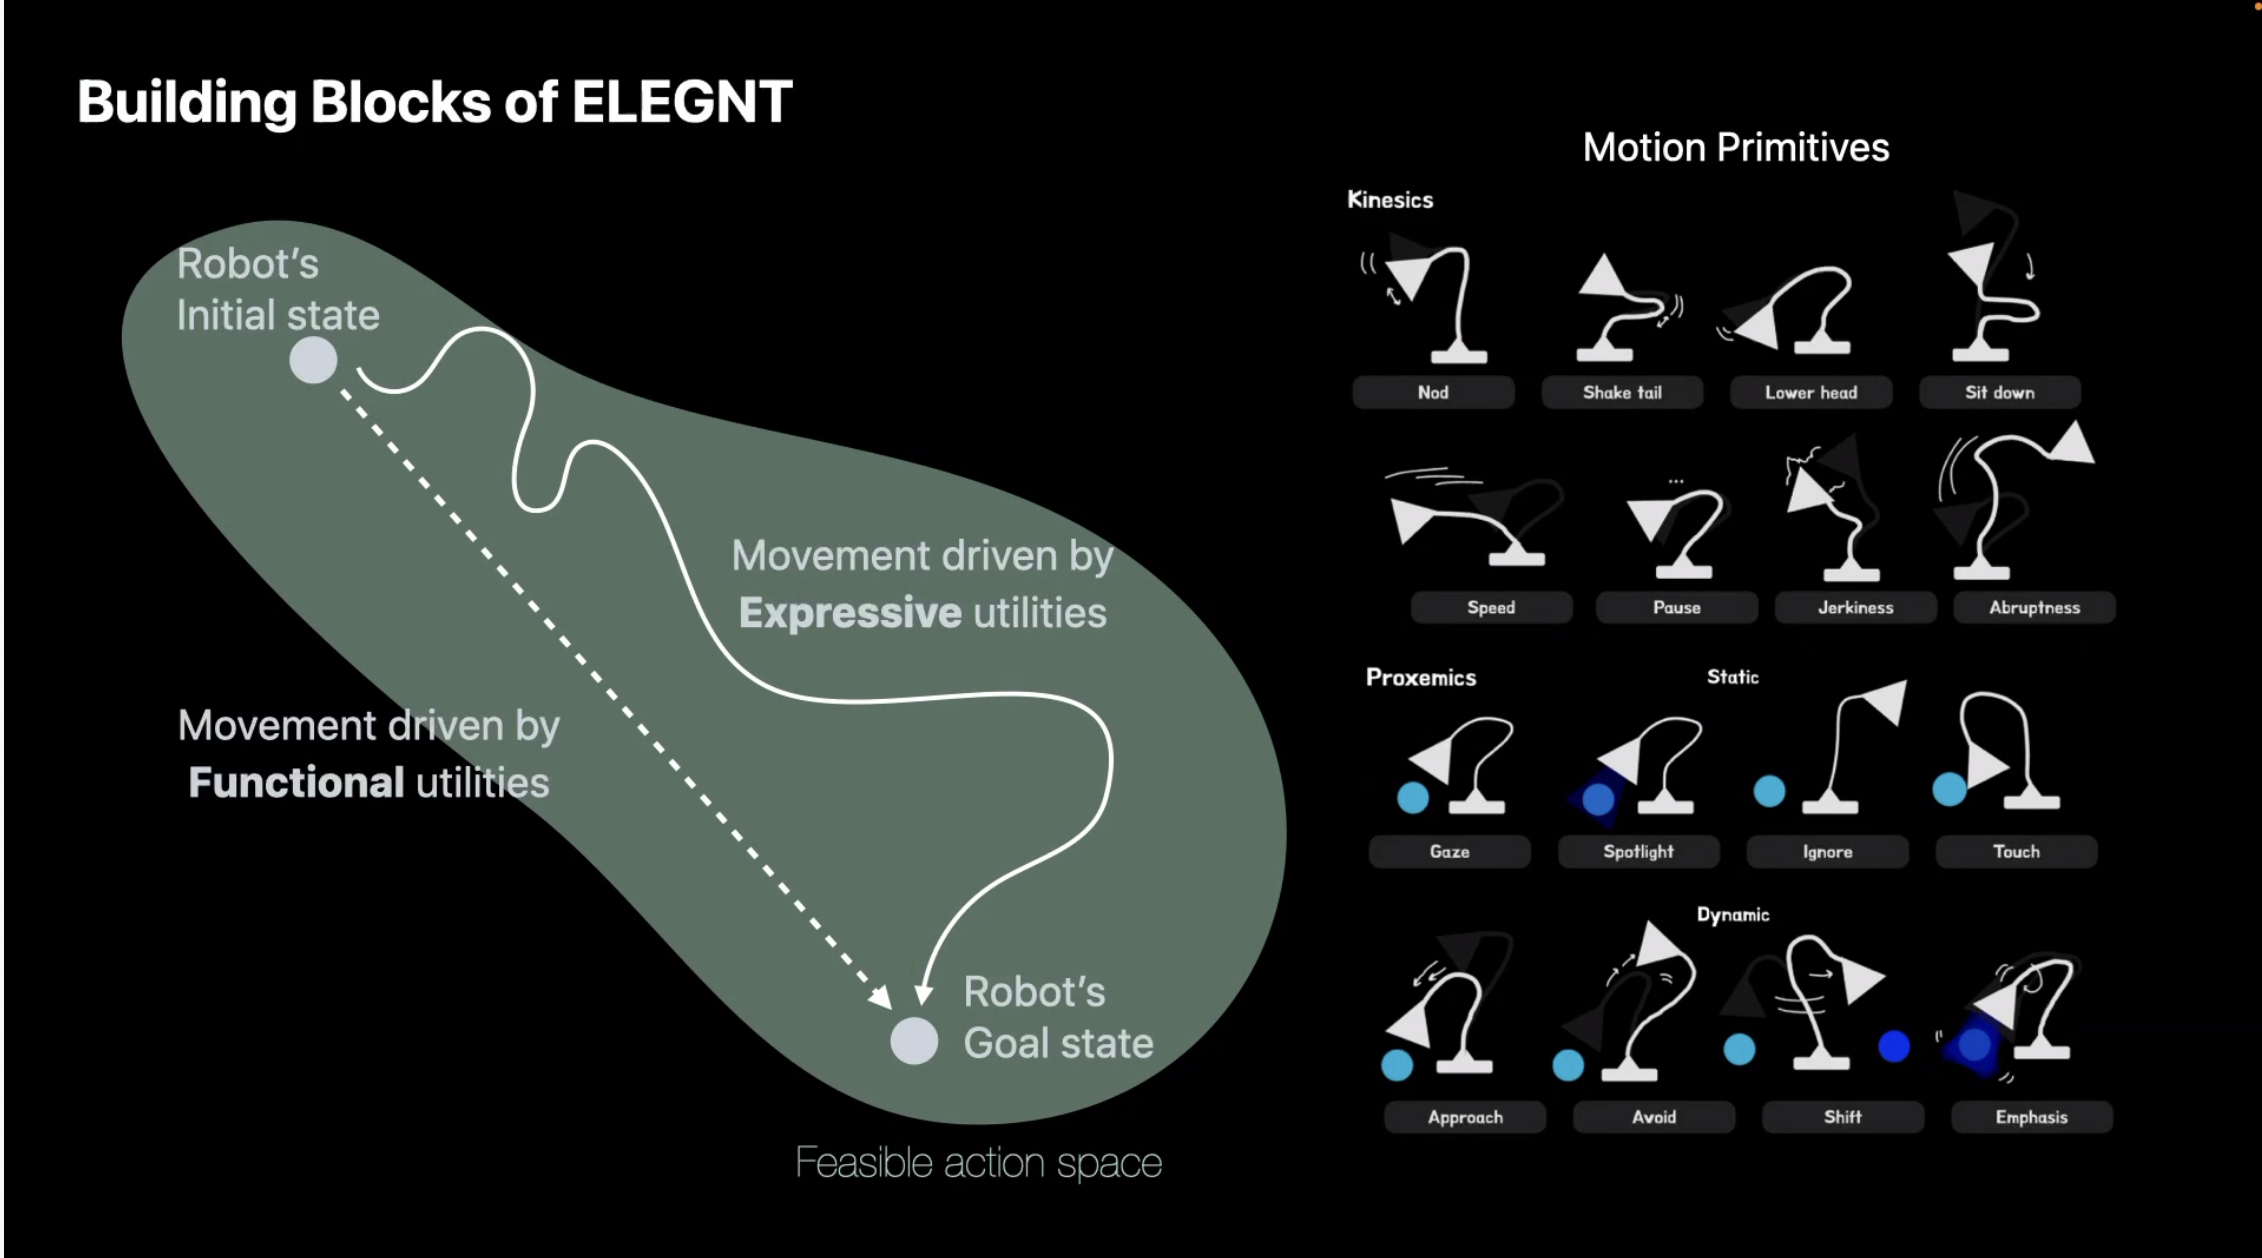 Building Blocks of ELEGNT
Robot's
Initial state
Movement driven by
Expressive utilities
Movement driven by
Functional utilities
Robot's
Goal state
Feasible action space
Motion Primitives
Kinesics
Nod
Shake tail
Lower head
Sit down
Speed
Pause
Jerkiness
Abruptness
Proxemics
Static
Gaze
Spotlight
Ignore
Touch
Dynamic
Approach
Avoid
Shift
Emphasis